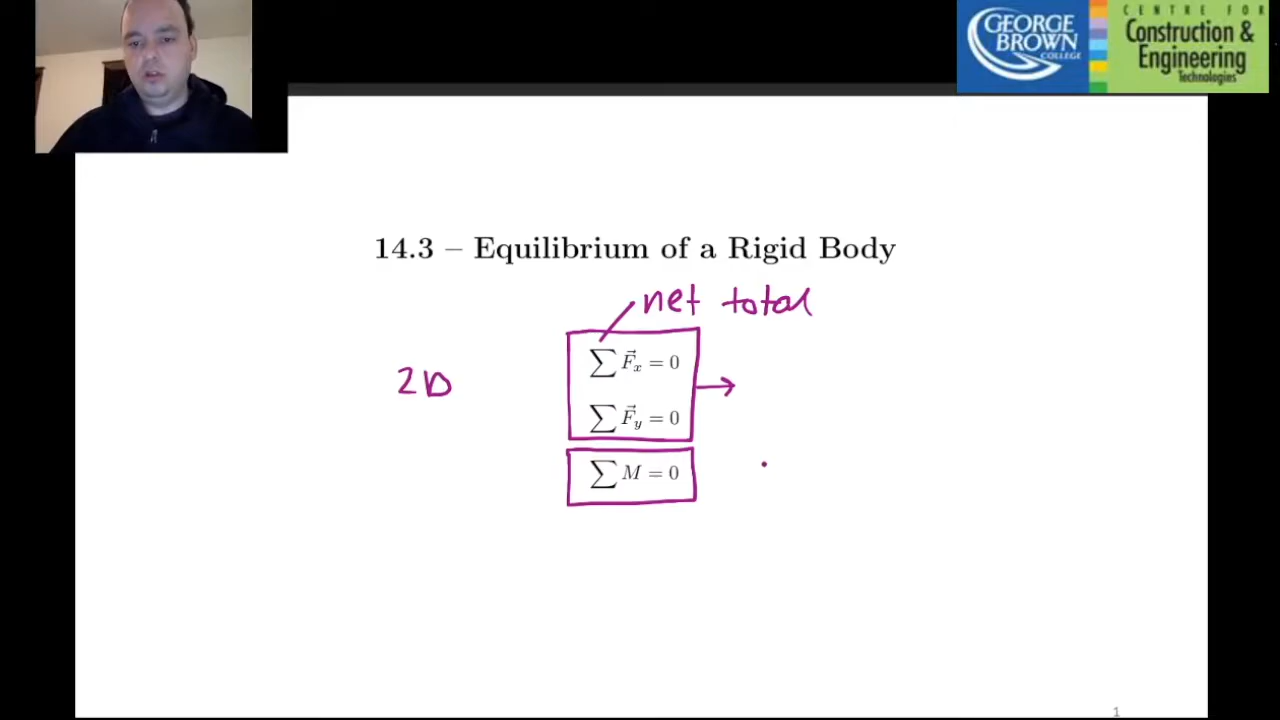 GEORGE
BROWN
COLLEGE
CENTRE FOR
Construction &
Engineering
Technologies
14.3 – Equilibrium of a Rigid Body
net total
∑ F⃗ₓ = 0
2D
∑ F⃗ᵧ = 0
∑ M = 0
1